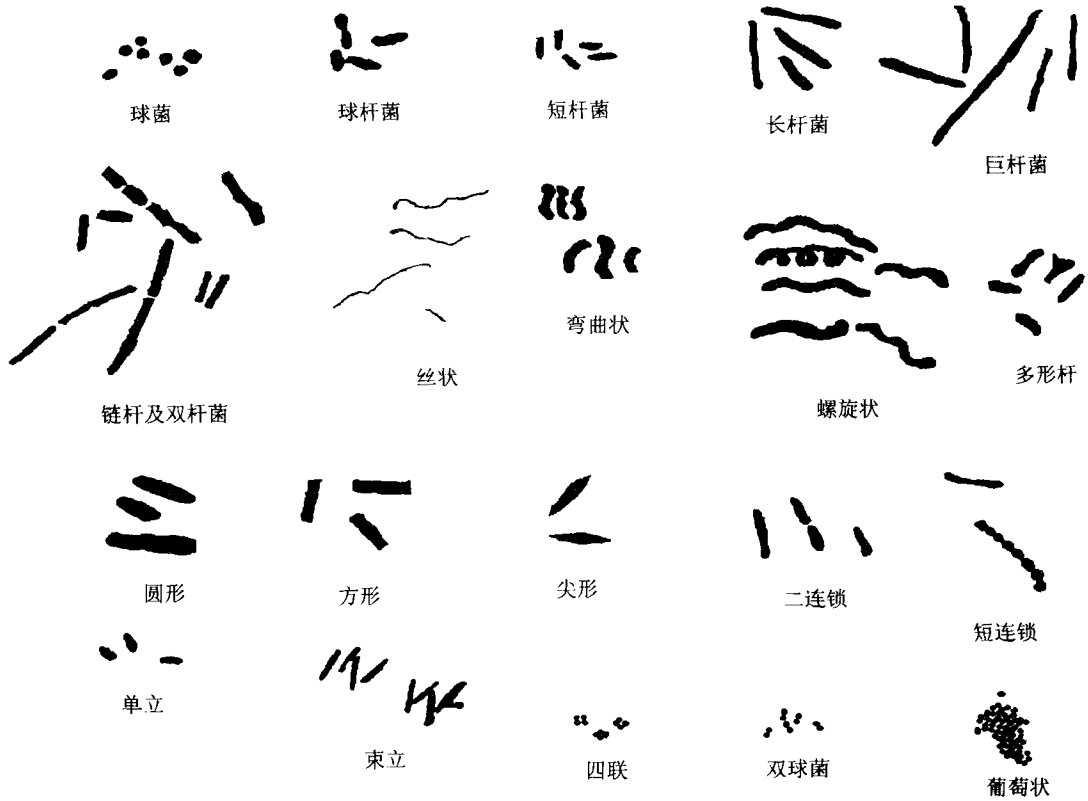 球菌
球杆菌
短杆菌
长杆菌
巨杆菌
链杆及双杆菌
丝状
弯曲状
螺旋状
多形杆
圆形
方形
尖形
二连锁
短连锁
单立
束立
四联
双球菌
葡萄状